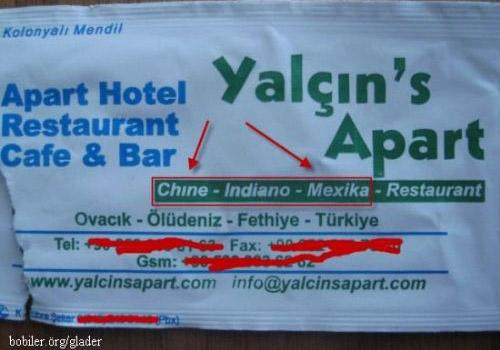 Kolonyalı Mendil
Yalçın's
Apart
Apart Hotel
Restaurant
Cafe & Bar
Chıne - Indiano - Mexika - Restaurant
Ovacık - Ölüdeniz - Fethiye - Türkiye
Tel: Fax:
Gsm:
www.yalcinsapart.com info@yalcinsapart.com
bobiler.org/glader